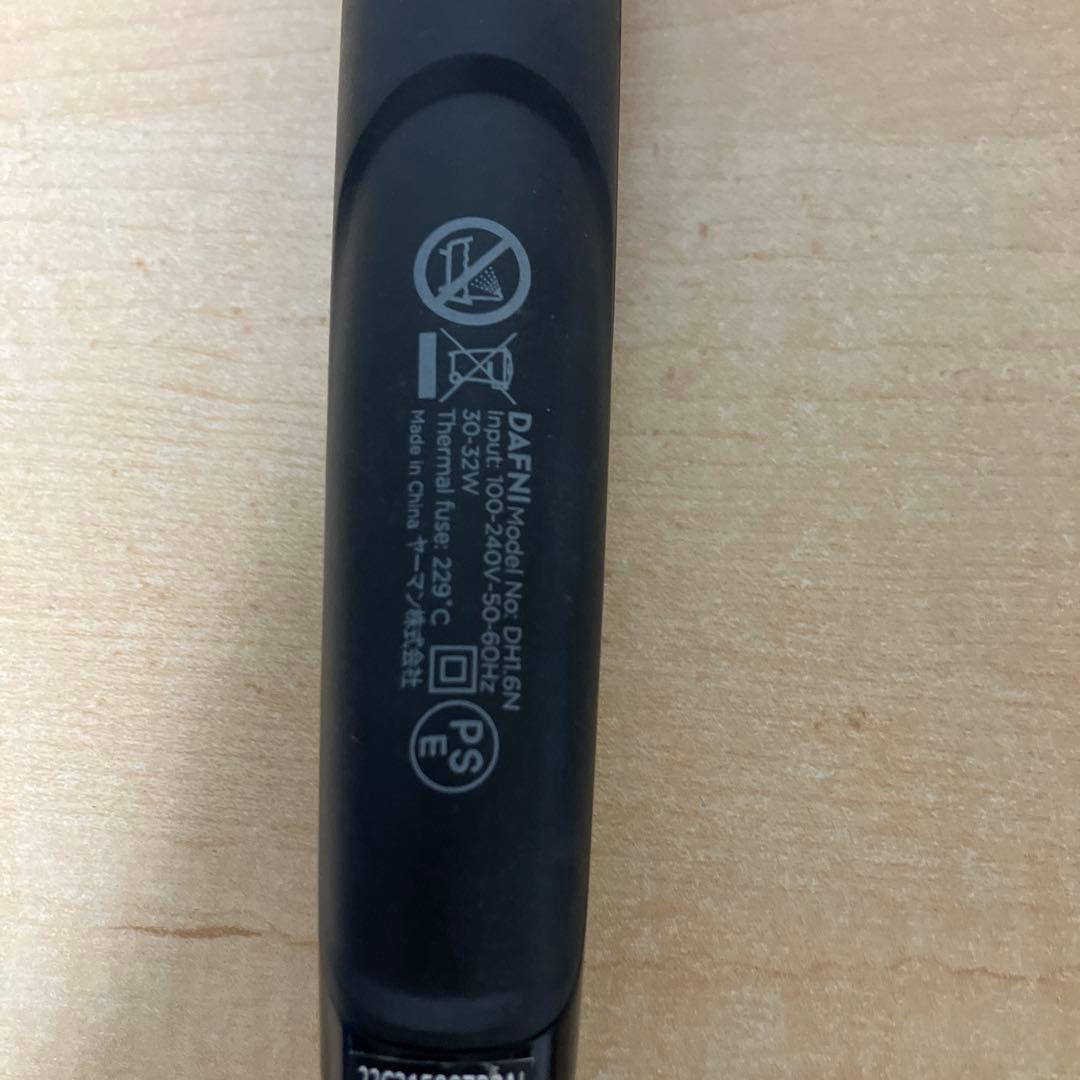 DAFNI Model No: DH1.6N
Input: 100-240V-50-60Hz
30-32W
Thermal fuse: 229°C
Made in China ヤーマン株式会社
PS
E